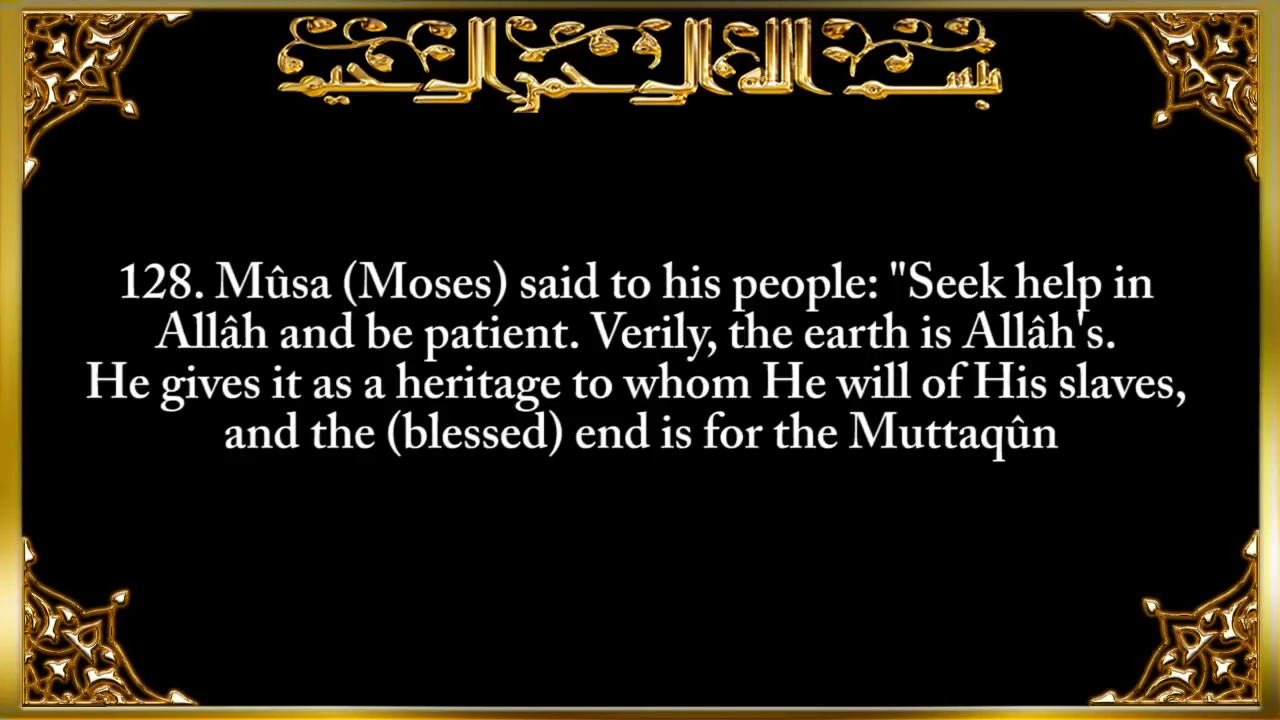 بسم الله الرحمن الرحيم
128. Mûsa (Moses) said to his people: "Seek help in
Allâh and be patient. Verily, the earth is Allâh's.
He gives it as a heritage to whom He will of His slaves,
and the (blessed) end is for the Muttaqûn